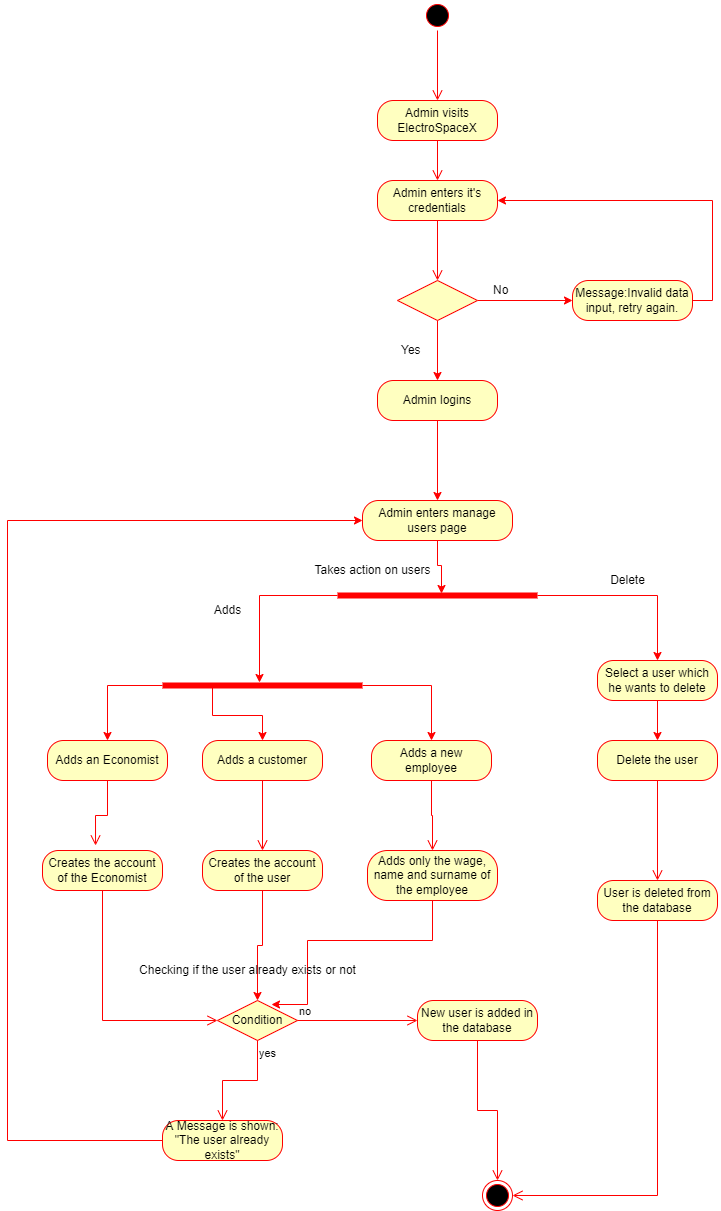 Admin visits
ElectroSpaceX
Admin enters it's
credentials
No
Message:Invalid data
input, retry again.
Yes
Admin logins
Admin enters manage
users page
Takes action on users
Delete
Adds
Select a user which
he wants to delete
Adds an Economist
Adds a customer
Adds a new
employee
Delete the user
Creates the account
of the Economist
Creates the account
of the user
Adds only the wage,
name and surname of
the employee
User is deleted from
the database
Checking if the user already exists or not
Condition
no
New user is added in
the database
yes
A Message is shown:
"The user already
exists"